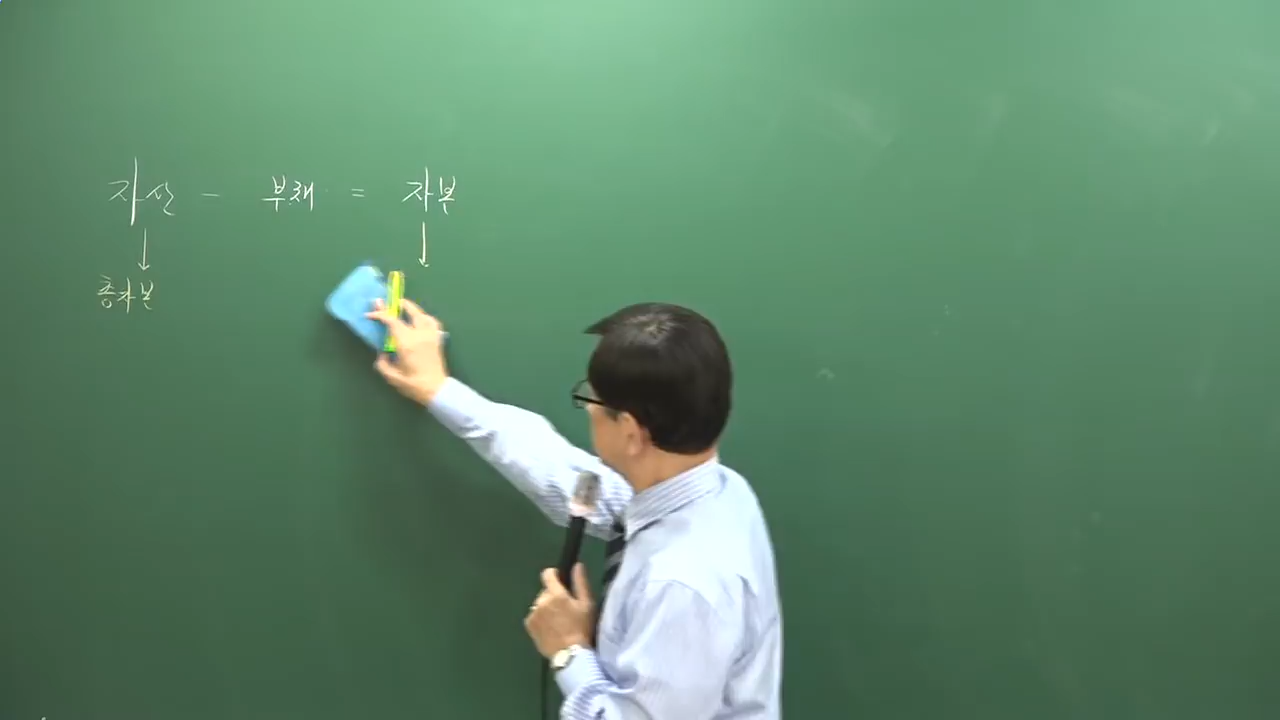 자산 - 부채 = 자본
↓ ↓
총자본